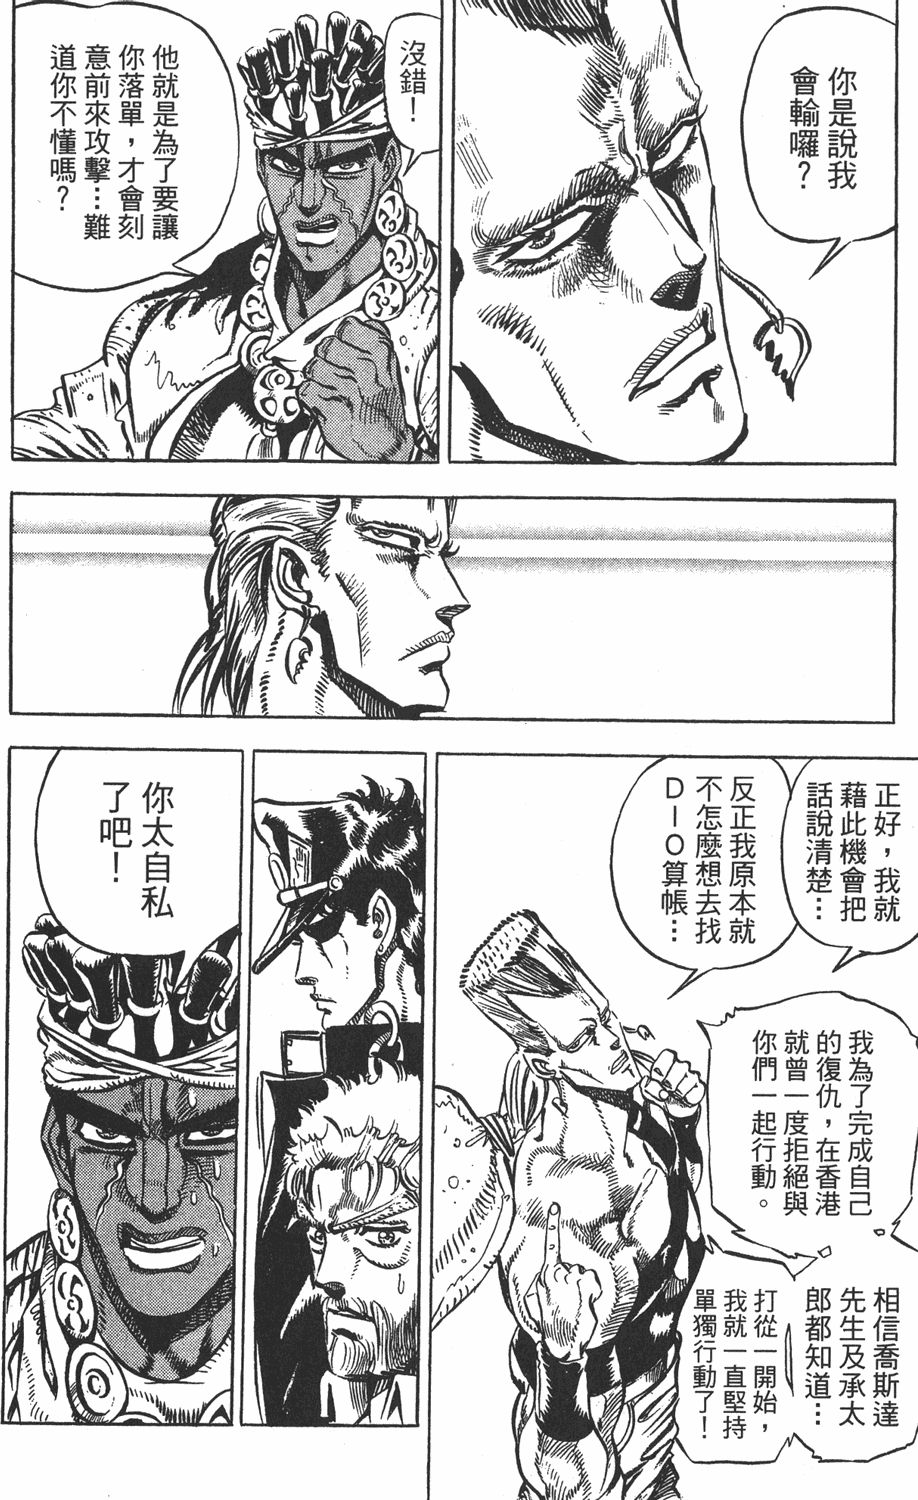 你是說我
會輸囉？
沒錯！
他就是為了要讓
你落單，才會刻
意前來攻擊…難
道你不懂嗎？
正好，我就
藉此機會把
話說清楚…
反正我原本就
不怎麼想去找
DIO算帳…
我為了完成自己
的復仇，在香港
就曾一度拒絕與
你們一起行動。
相信喬斯達
先生及承太
郎都知道…
打從一開始，
我就一直堅持
單獨行動了！
你太自私
了吧！